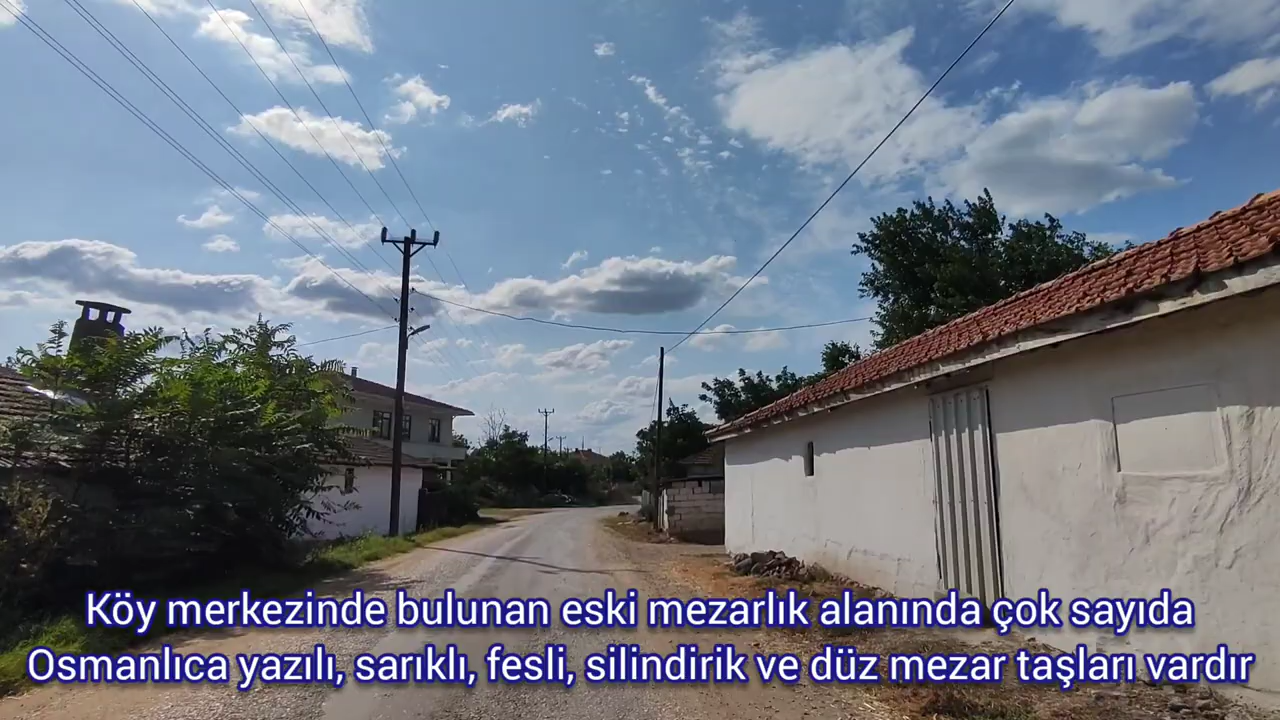 Köy merkezinde bulunan eski mezarlık alanında çok sayıda
Osmanlıca yazılı, sarıklı, fesli, silindirik ve düz mezar taşları vardır